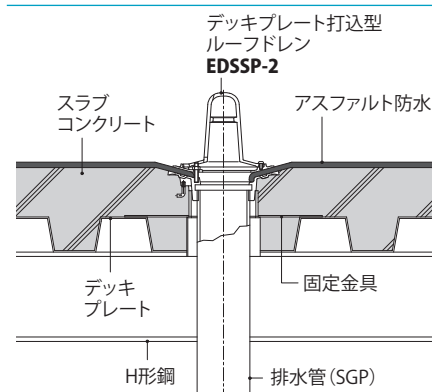 デッキプレート打込型
ルーフドレン
EDSSP-2
スラブ
コンクリート
アスファルト防水
デッキ
プレート
固定金具
H形鋼
排水管（SGP）